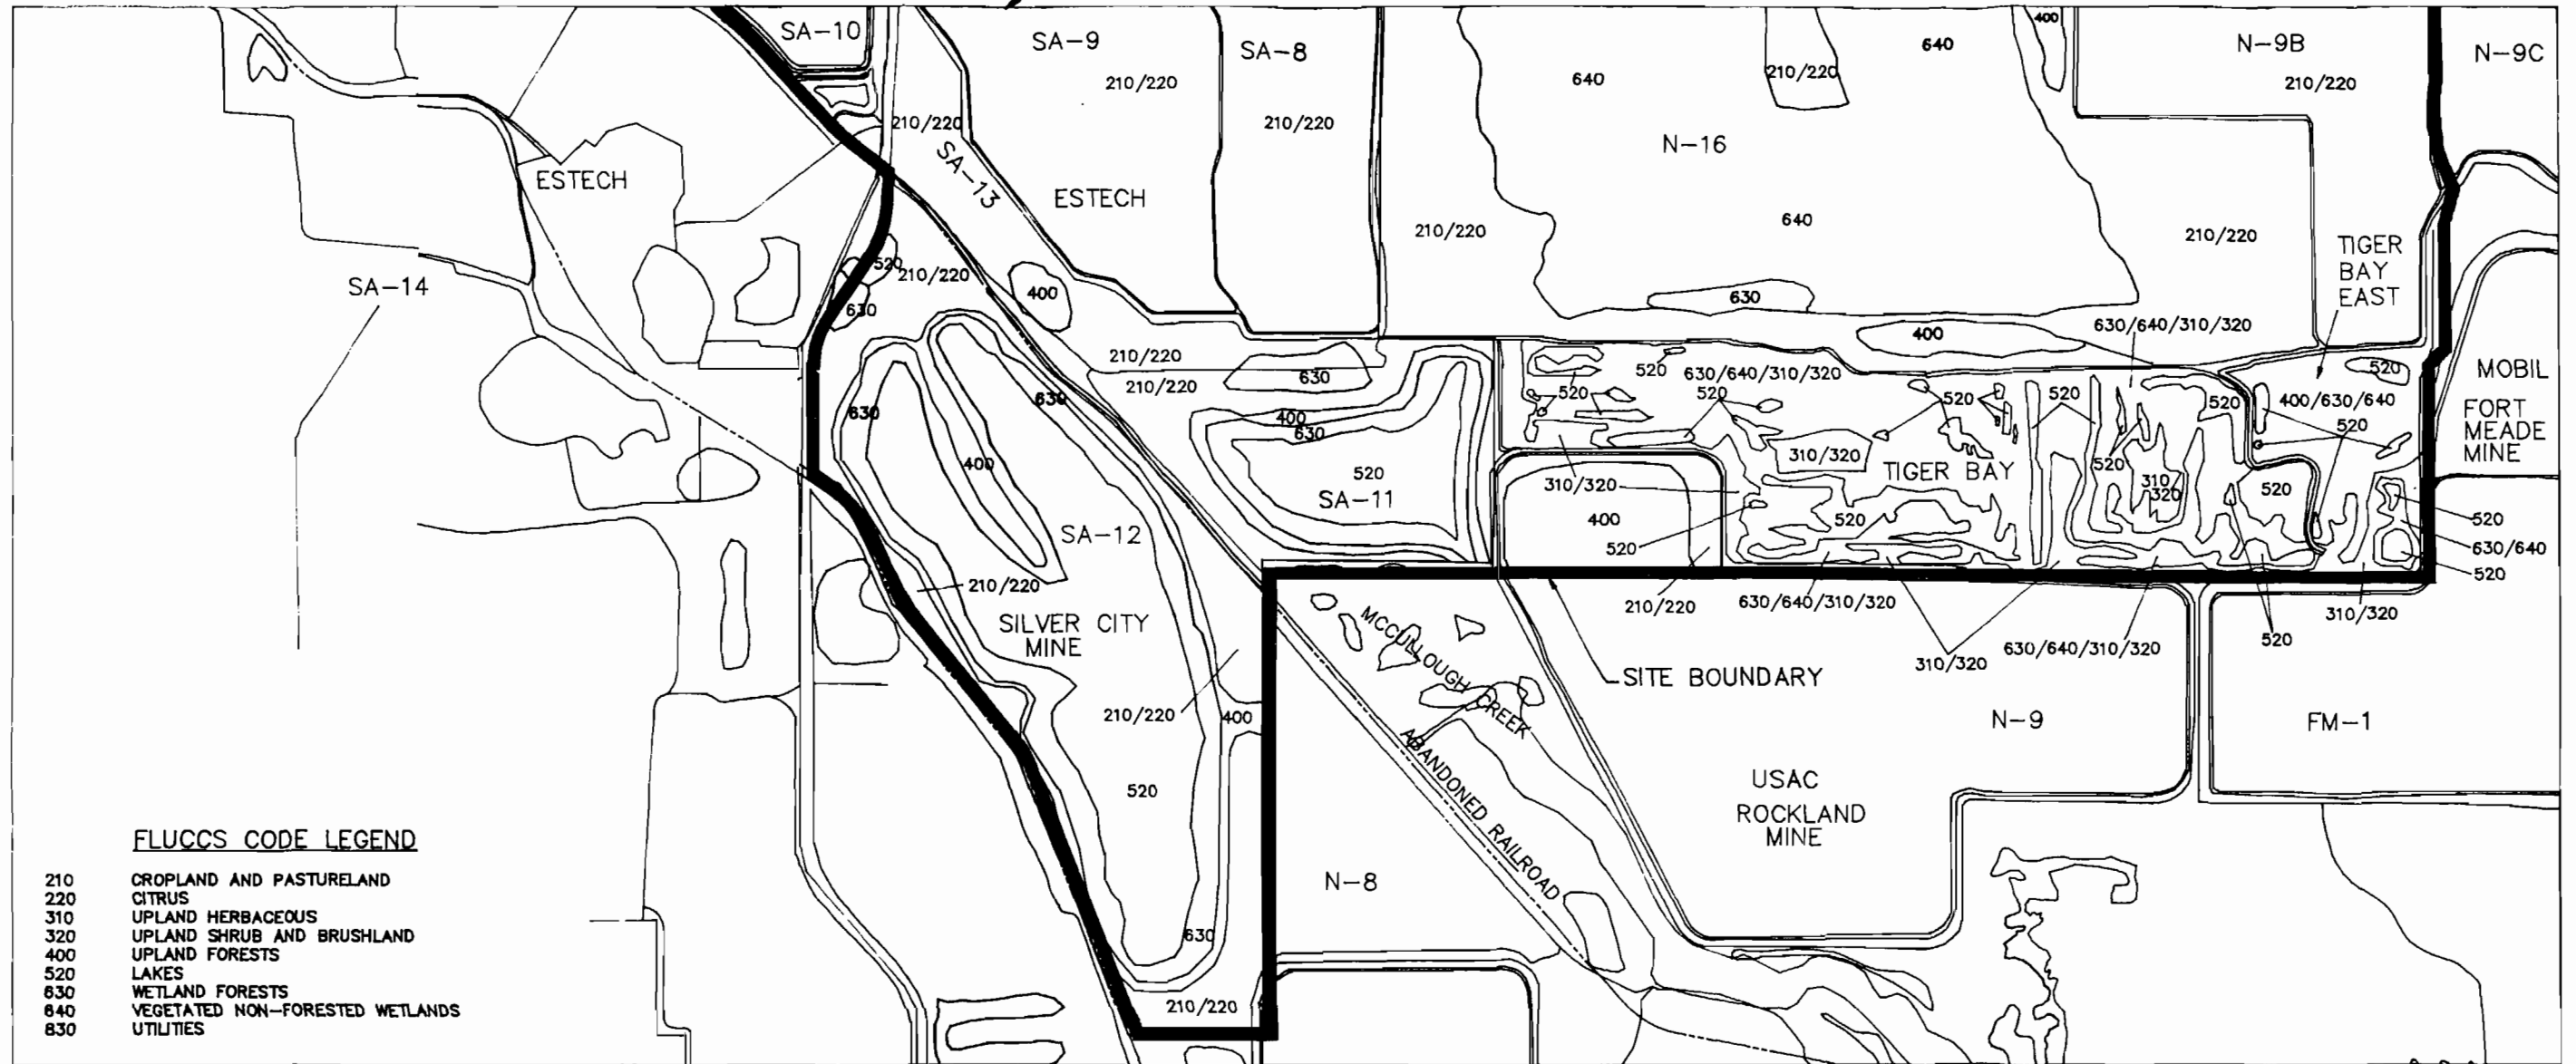 SA-10
SA-9
SA-8
400
640
N-9B
N-9C
210/220
640
210/220
210/220
210/220
210/220
N-16
SA-13
ESTECH
ESTECH
640
210/220
210/220
TIGER
BAY
EAST
SA-14
520
210/220
400
630
630
630/640/310/320
400
210/220
210/220
630
520
630/640/310/320
520
MOBIL
FORT
MEADE
MINE
630
630
400
630
520
520
520
520
520
400/630/640
520
400
310/320
TIGER BAY
520
310
320
520
310/320
SA-11
520
400
520
520
520
630/640
520
SA-12
210/220
SILVER CITY
MINE
210/220
630/640/310/320
310/320
630/640/310/320
520
310/320
MCCULLOUGH CREEK
SITE BOUNDARY
210/220
400
ABANDONED RAILROAD
N-9
FM-1
520
USAC
ROCKLAND
MINE
N-8
630
210/220
FLUCCS CODE LEGEND
210 CROPLAND AND PASTURELAND
220 CITRUS
310 UPLAND HERBACEOUS
320 UPLAND SHRUB AND BRUSHLAND
400 UPLAND FORESTS
520 LAKES
630 WETLAND FORESTS
640 VEGETATED NON-FORESTED WETLANDS
830 UTILITIES